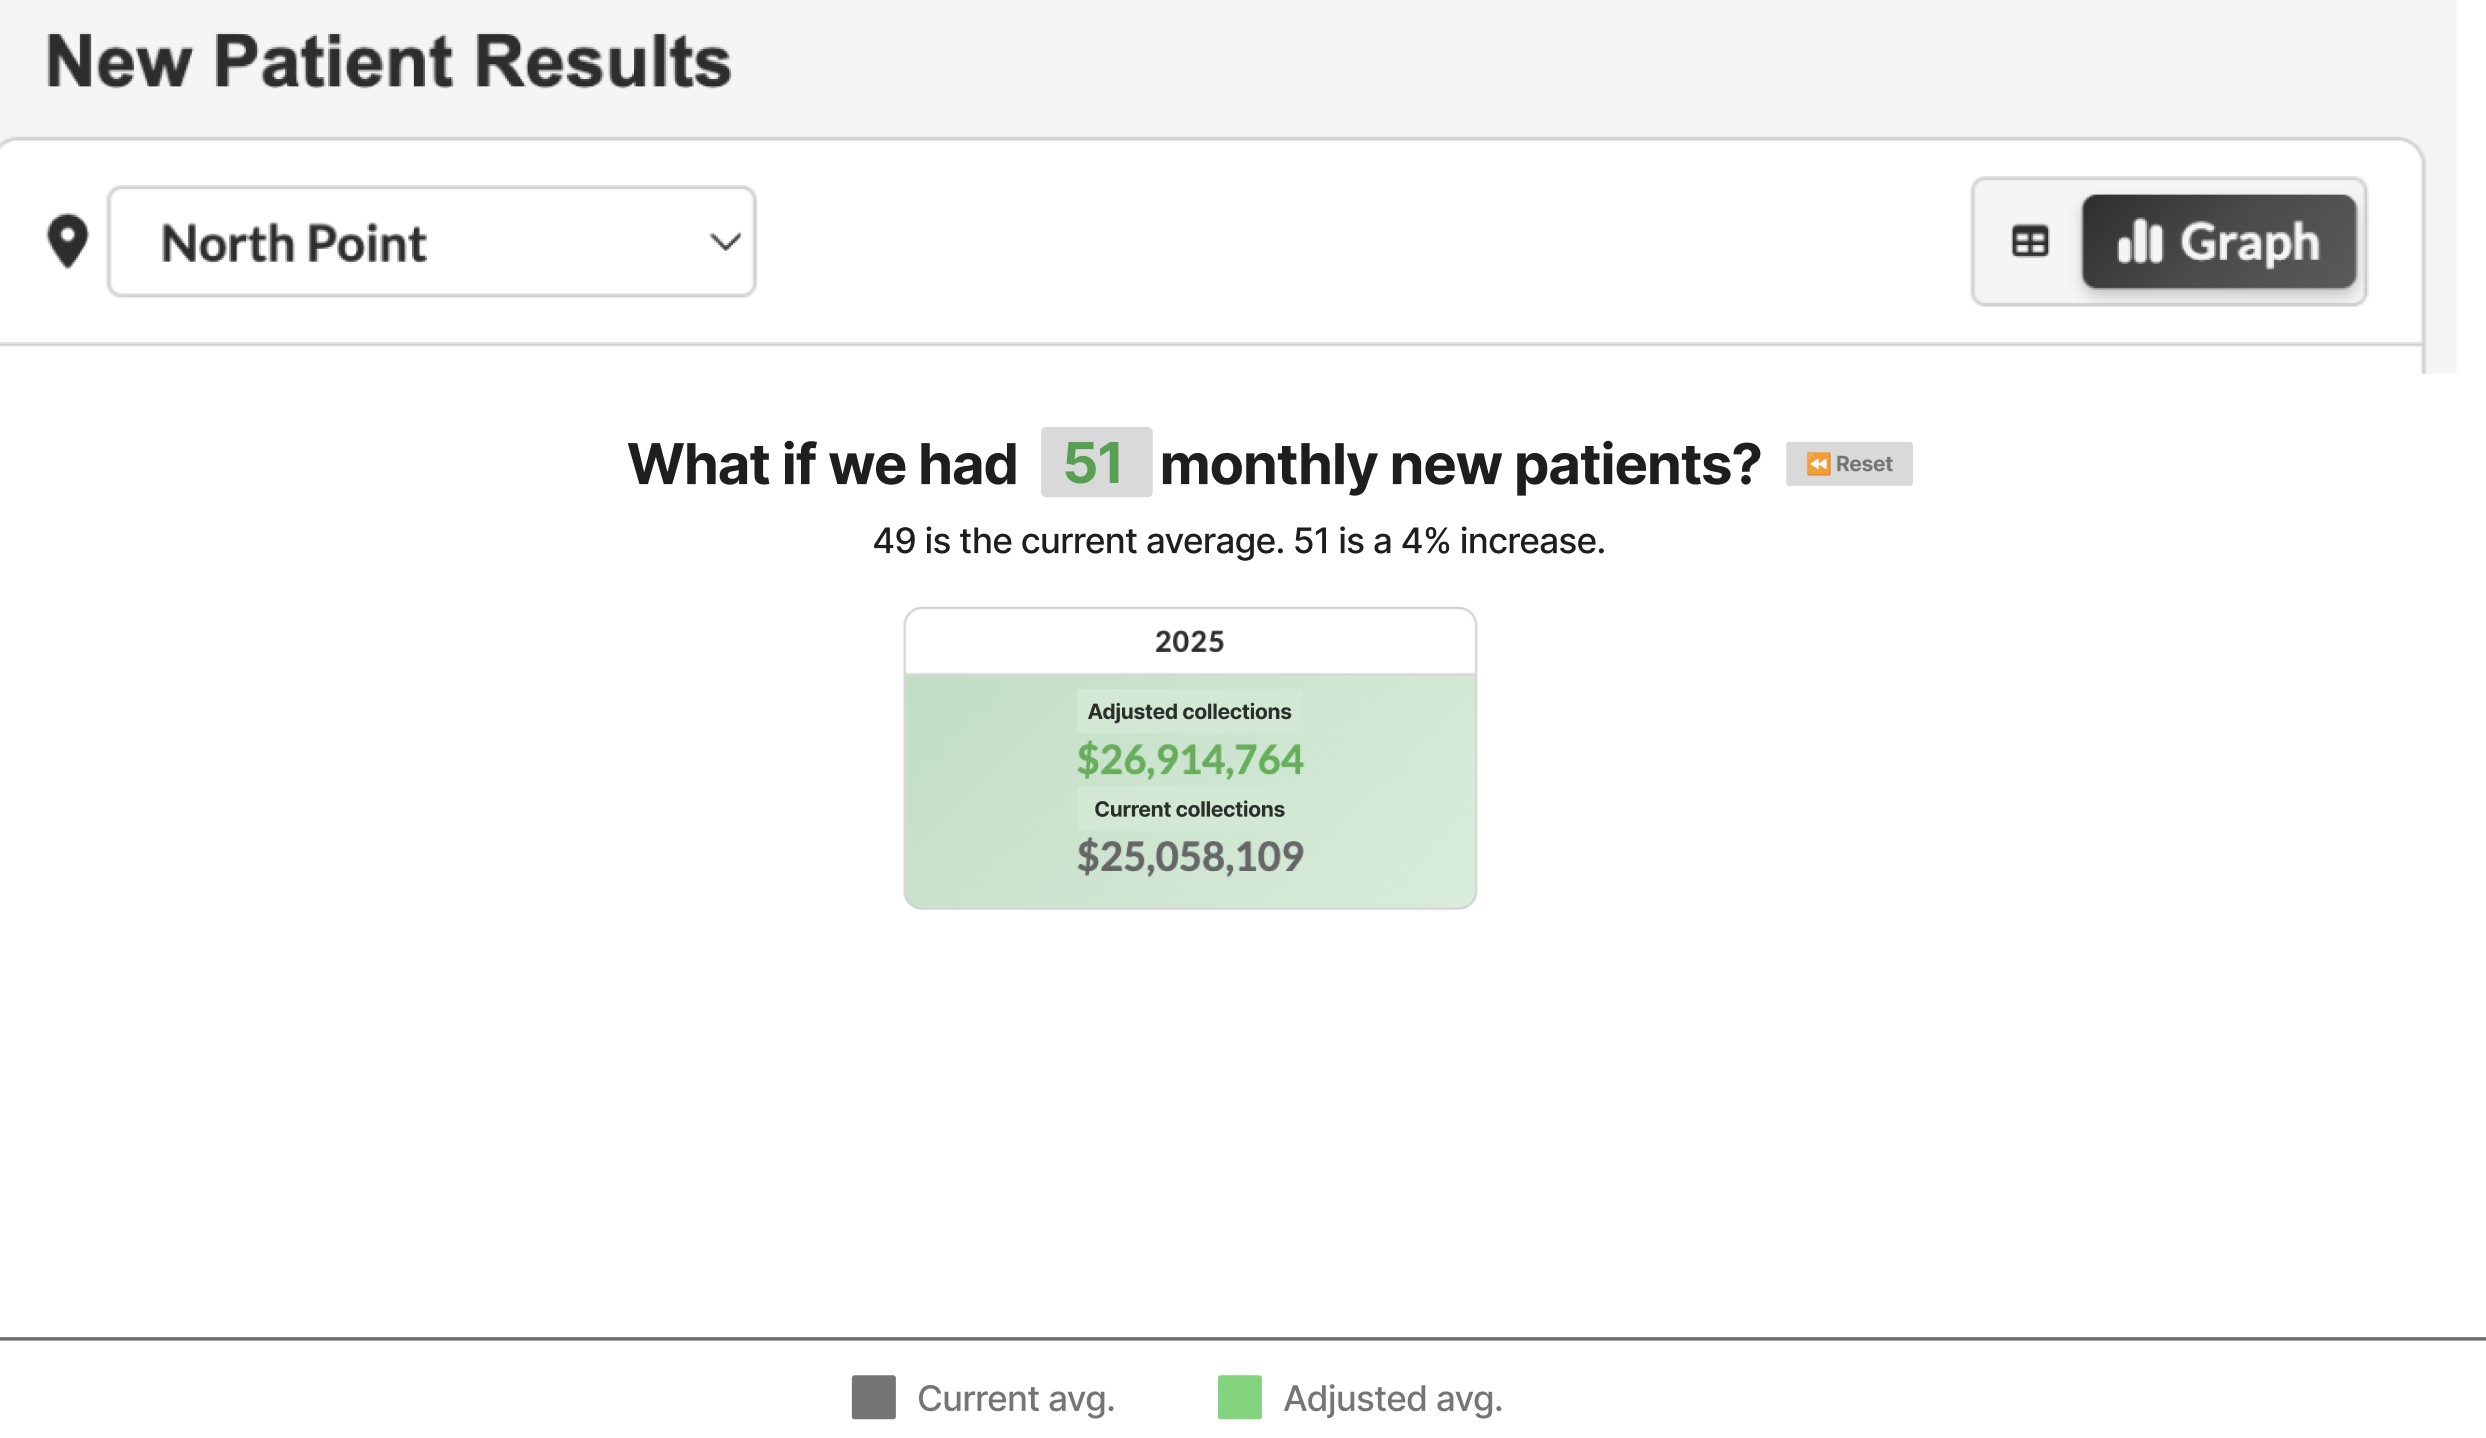 New Patient Results
North Point
Graph
What if we had 51 monthly new patients? Reset
49 is the current average. 51 is a 4% increase.
2025
Adjusted collections
$26,914,764
Current collections
$25,058,109
Current avg. Adjusted avg.